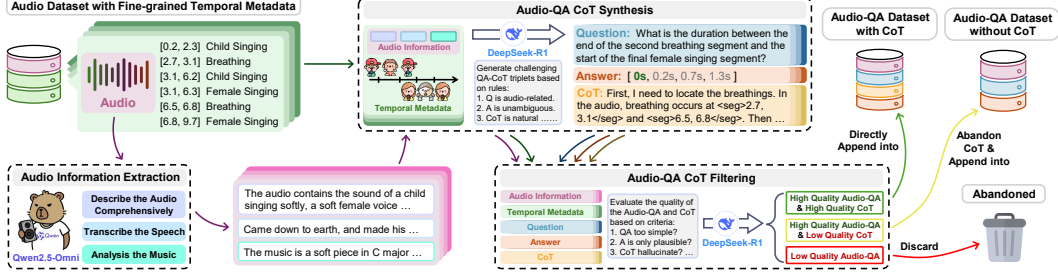 Audio Dataset with Fine-grained Temporal Metadata
Audio
[0.2, 2.3] Child Singing
[2.7, 3.1] Breathing
[3.1, 6.2] Child Singing
[3.1, 6.3] Female Singing
[6.5, 6.8] Breathing
[6.8, 9.7] Female Singing
Audio Information Extraction
Describe the Audio
Comprehensively
Transcribe the Speech
Analysis the Music
Qwen
Qwen2.5-Omni
The audio contains the sound of a child
singing softly, a soft female voice ...
Came down to earth, and made his ...
The music is a soft piece in C major ...
Audio-QA CoT Synthesis
Audio Information
Temporal Metadata
DeepSeek-R1
Generate challenging
QA-CoT triplets based
on rules:
1. Q is audio-related.
2. A is unambiguous.
3. CoT is natural ......
Question: What is the duration between the
end of the second breathing segment and the
start of the final female singing segment?
Answer: [ 0s, 0.2s, 0.7s, 1.3s ]
CoT: First, I need to locate the breathings. In
the audio, breathing occurs at <seg>2.7,
3.1</seg> and <seg>6.5, 6.8</seg>. Then ...
Audio-QA CoT Filtering
Audio Information
Temporal Metadata
Question
Answer
CoT
Evaluate the quality of
the Audio-QA and CoT
based on criteria:
1. QA too simple?
2. A is only plausible?
3. CoT hallucinate? ...
DeepSeek-R1
High Quality Audio-QA
& High Quality CoT
High Quality Audio-QA
& Low Quality CoT
Low Quality Audio-QA
Audio-QA Dataset
with CoT
Audio-QA Dataset
without CoT
Directly
Append into
Abandon
CoT &
Append into
Discard
Abandoned